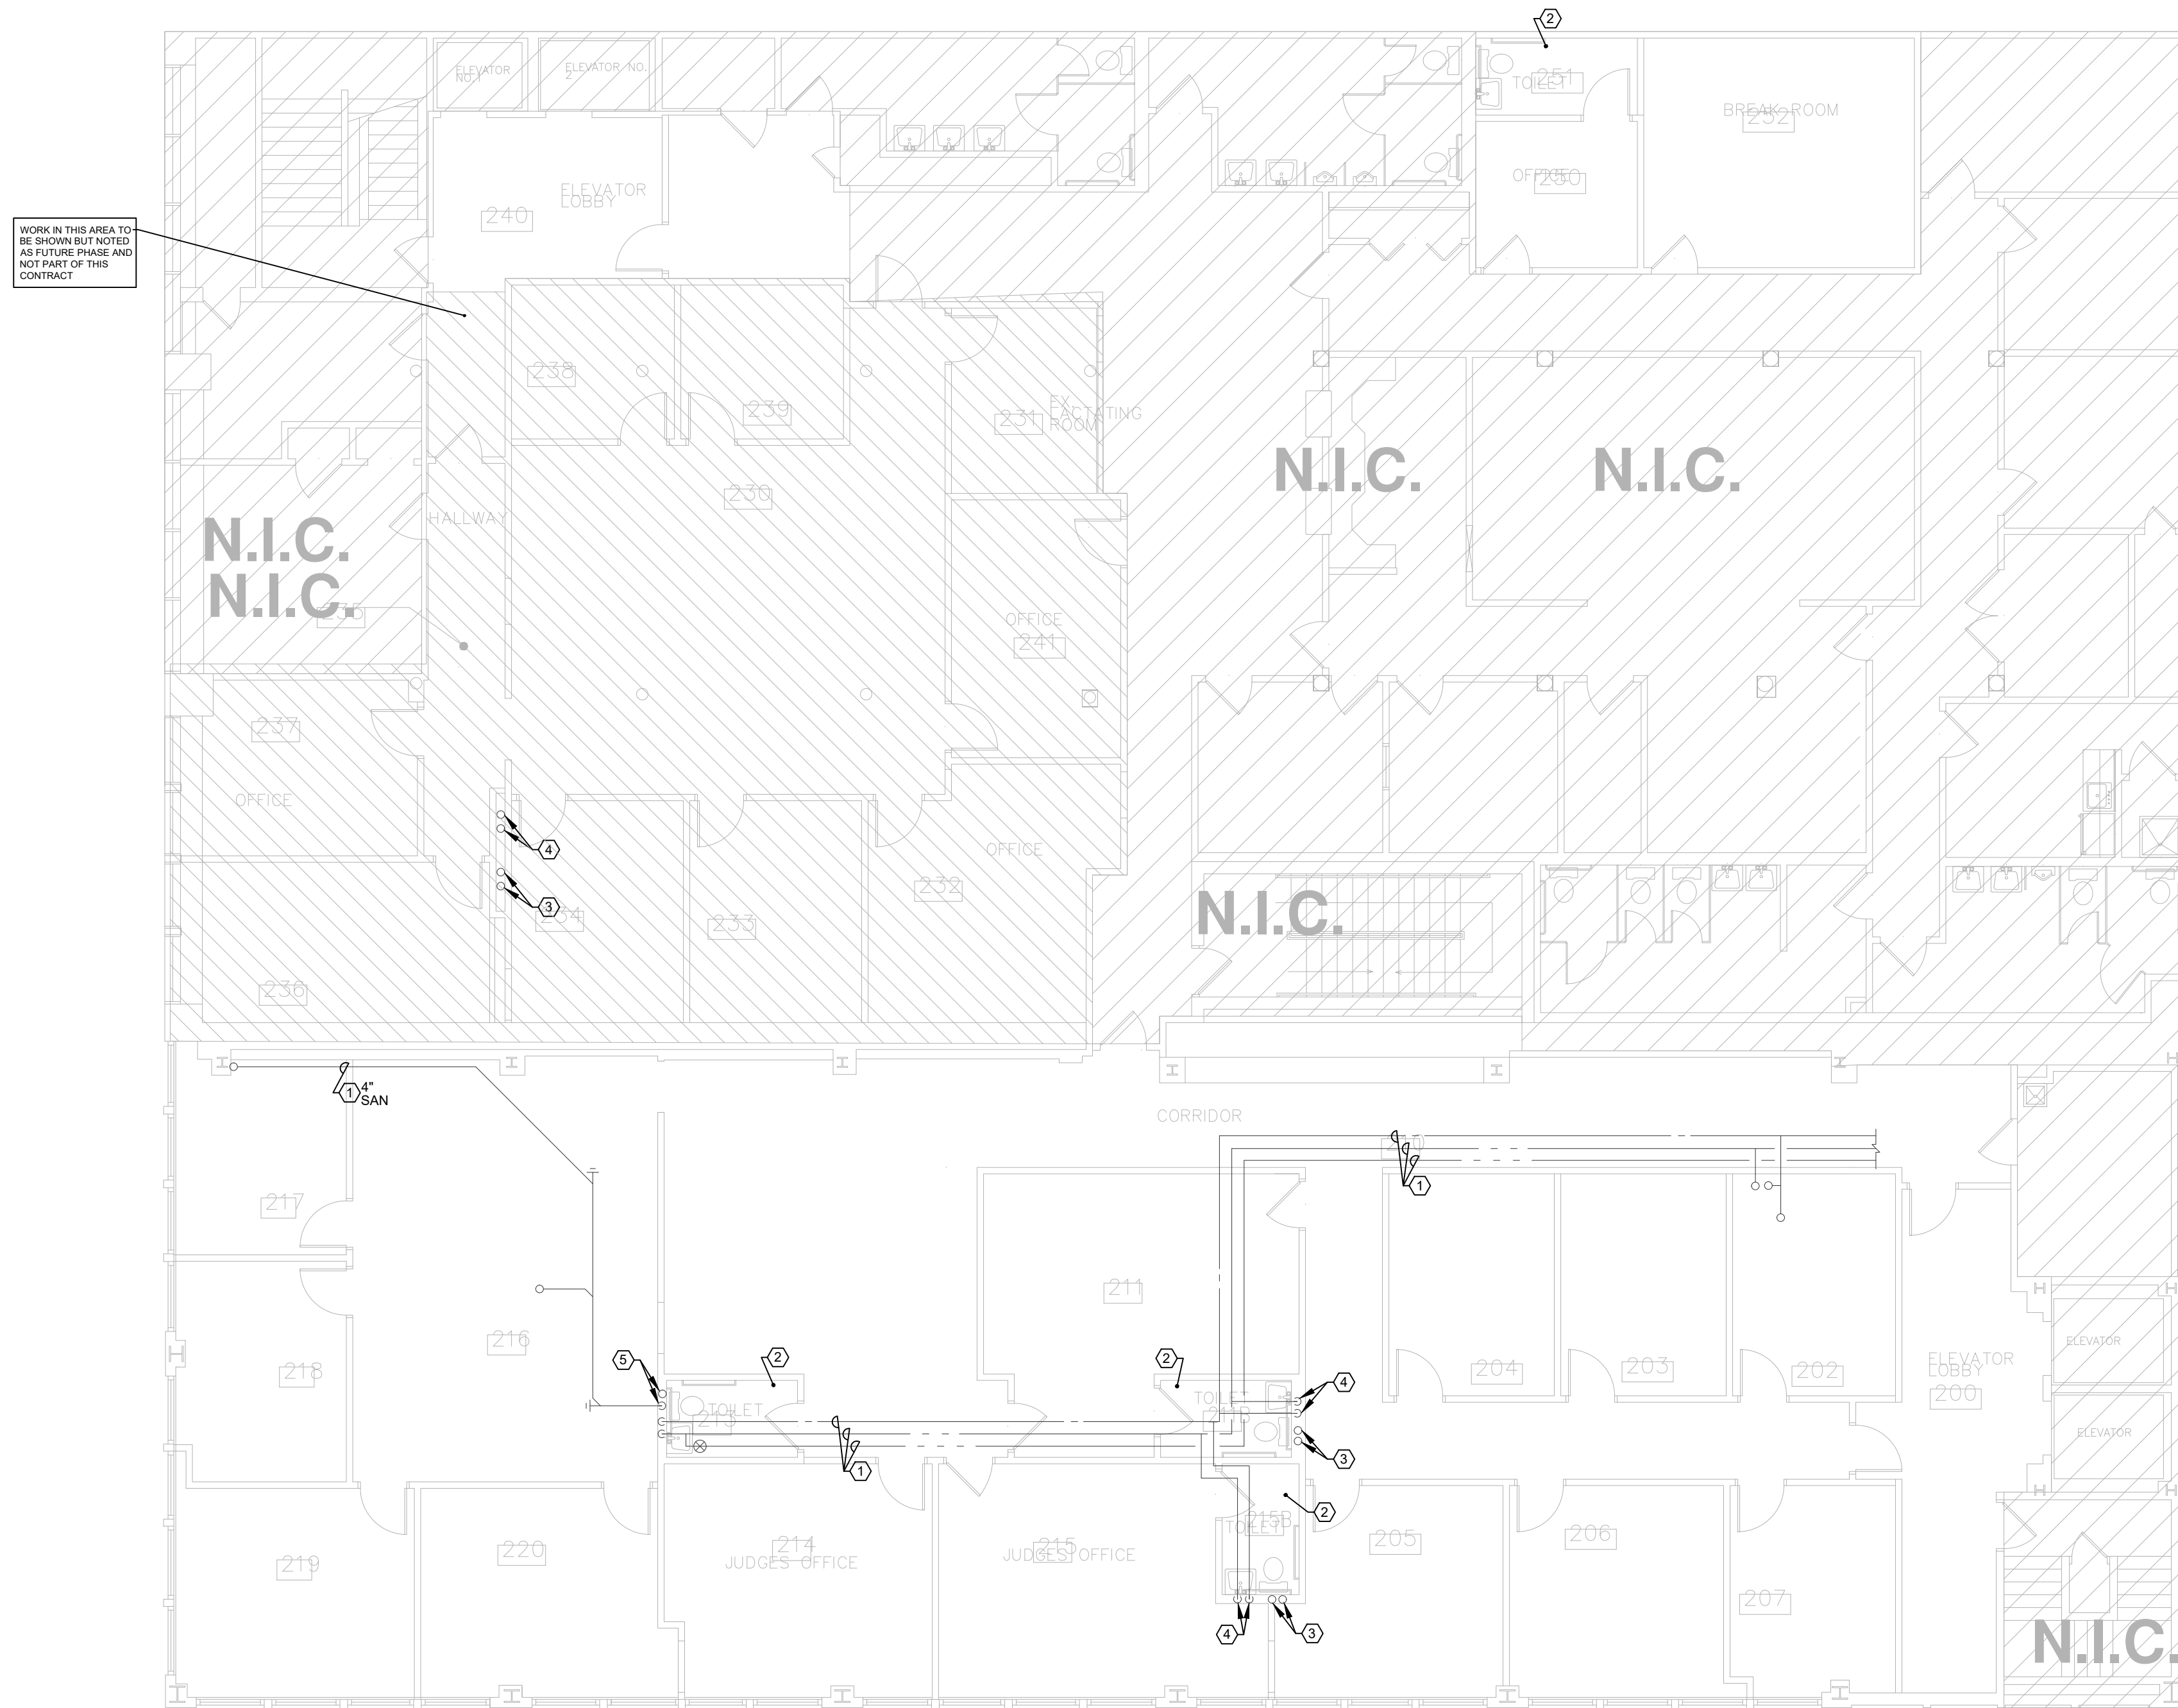 2
ELEVATOR
NO.1
ELEVATOR NO.
2
251
TOILET
BREAK ROOM
252
OFFICE
250
ELEVATOR
LOBBY
240
WORK IN THIS AREA TO
BE SHOWN BUT NOTED
AS FUTURE PHASE AND
NOT PART OF THIS
CONTRACT
238
239
231
EX.
LACTATING
ROOM
N.I.C.
N.I.C.
230
HALLWAY
N.I.C.
N.I.C.
235
OFFICE
241
237
OFFICE
4
OFFICE
232
3
234
233
N.I.C.
236
1
4"
SAN
CORRIDOR
1
217
211
216
218
5
2
2
4
204
203
202
ELEVATOR
LOBBY
200
ELEVATOR
ELEVATOR
TOILET
213
TOILET
3
1
2
219
220
214
JUDGES OFFICE
215
JUDGES OFFICE
215B
TOILET
205
206
207
4
3
N.I.C.